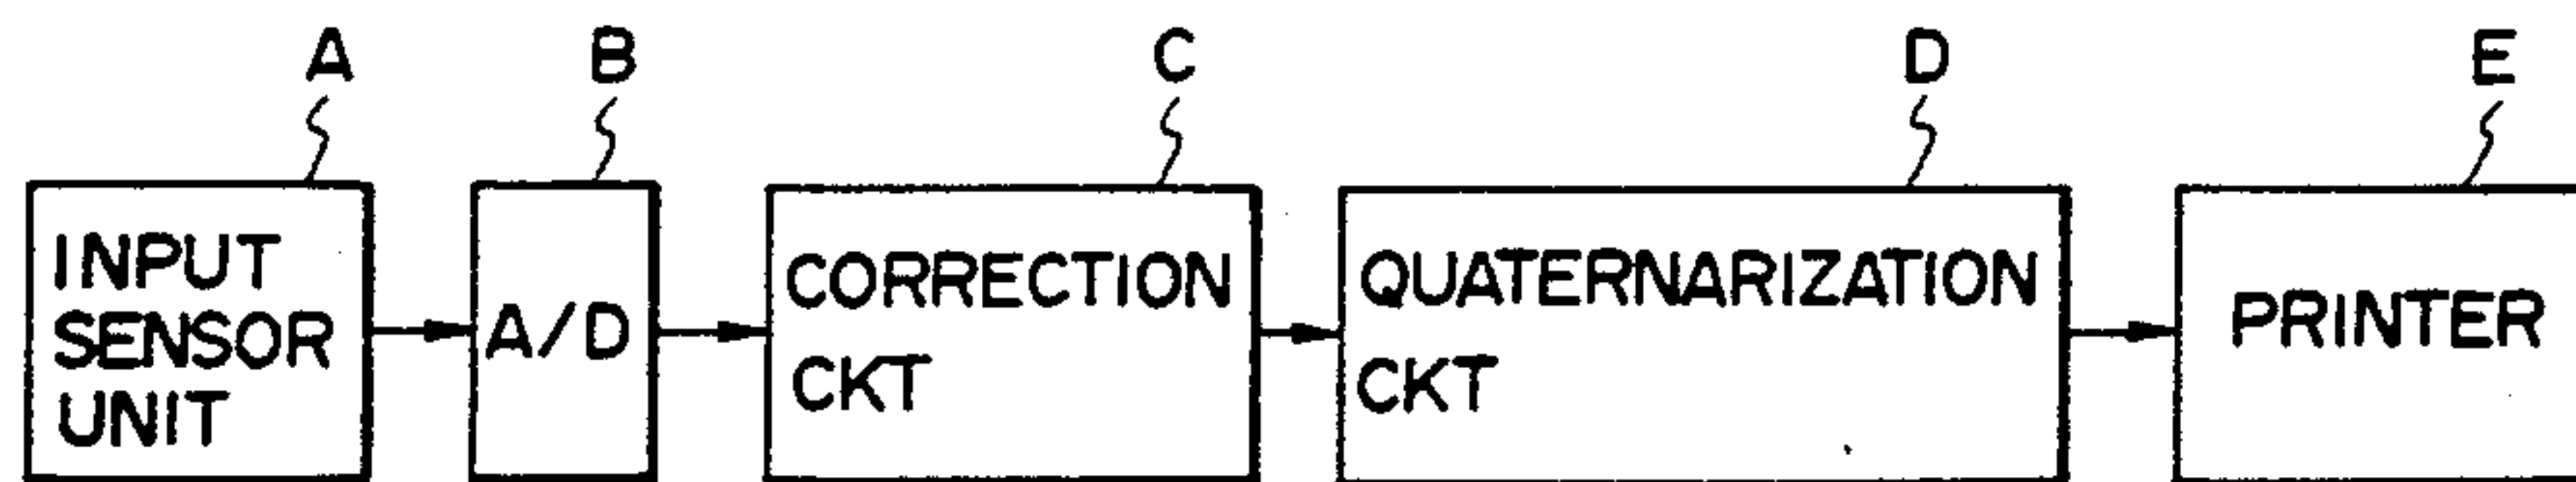 A B C D E
INPUT
SENSOR
UNIT
A/D
CORRECTION
CKT
QUATERNARIZATION
CKT
PRINTER